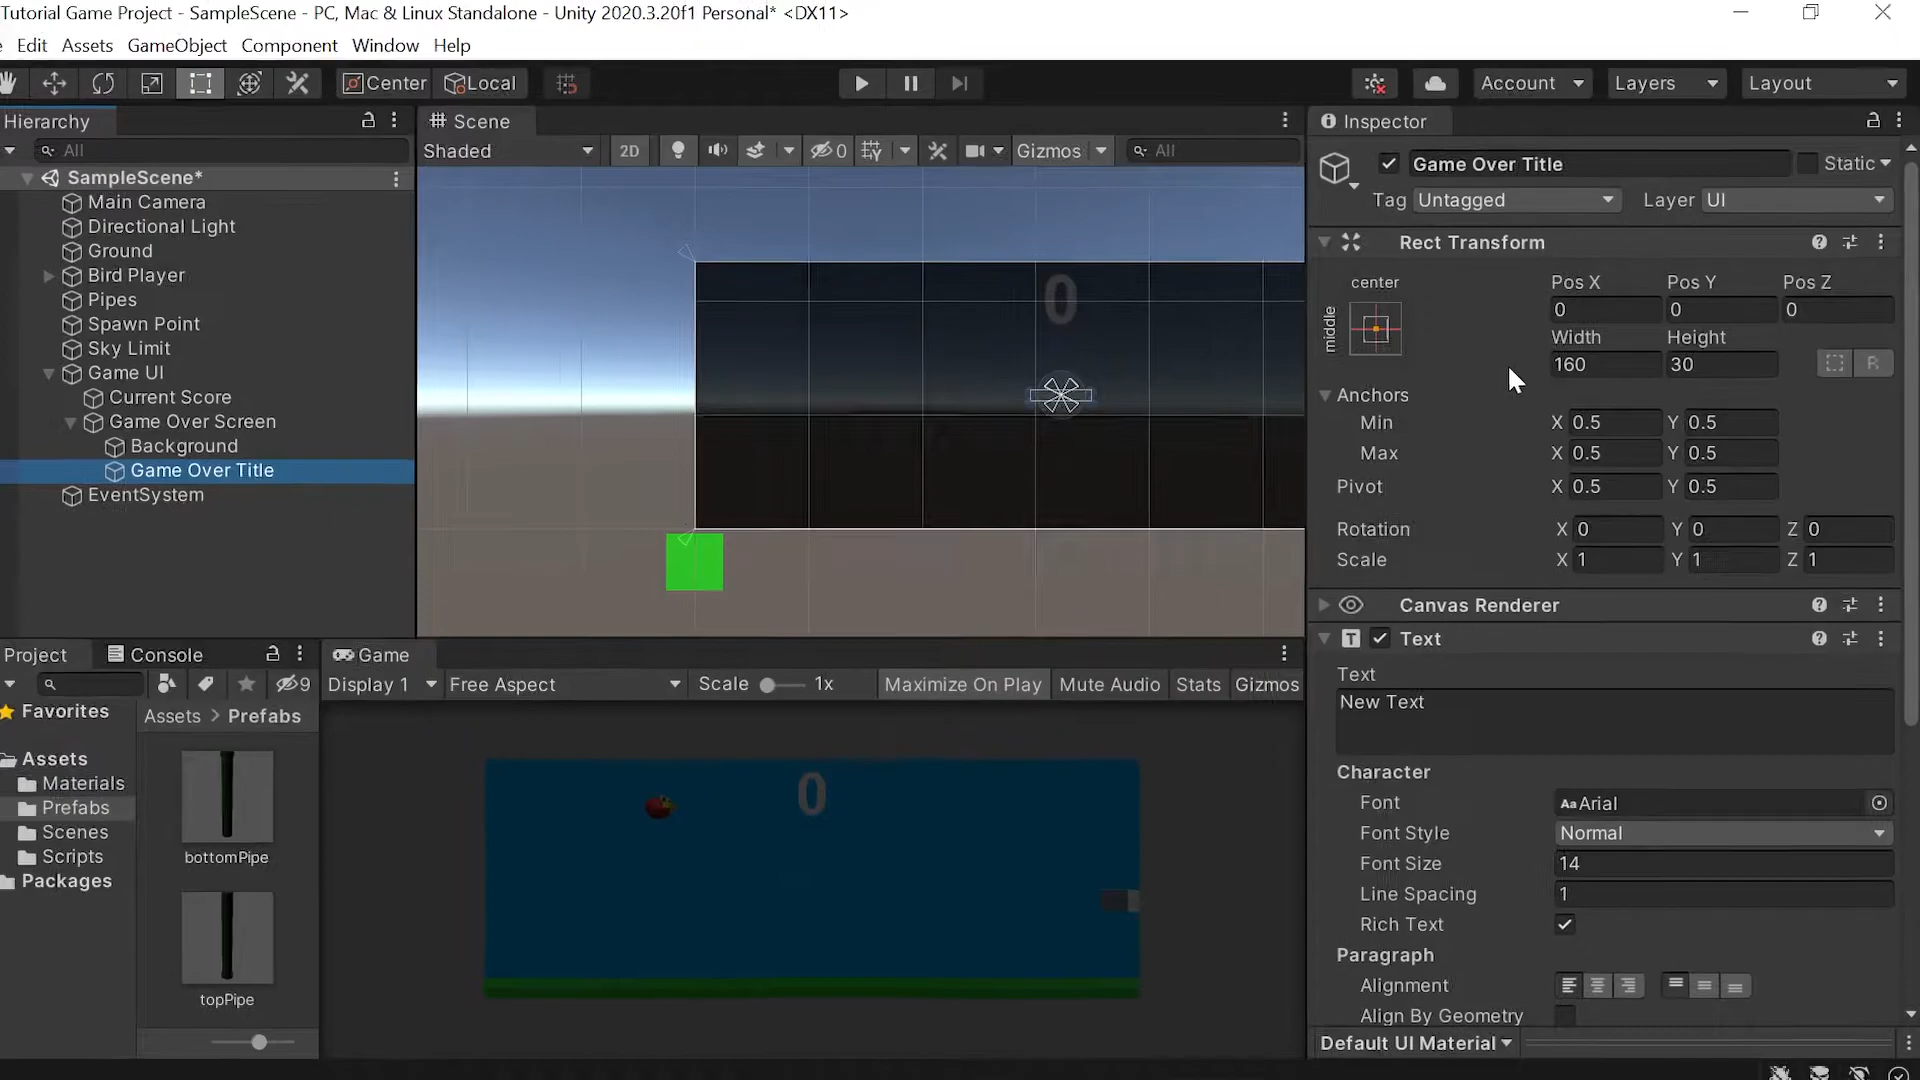 Tutorial Game Project - SampleScene - PC, Mac & Linux Standalone - Unity 2020.3.20f1 Personal* <DX11>
Edit Assets GameObject Component Window Help
Center Local Account Layers Layout
Hierarchy
All
SampleScene*
Main Camera
Directional Light
Ground
Bird Player
Pipes
Spawn Point
Sky Limit
Game UI
Current Score
Game Over Screen
Background
Game Over Title
EventSystem
Scene
Shaded 2D 0 Gizmos All
0
Inspector
Game Over Title Static
Tag Untagged Layer UI
Rect Transform
center Pos X Pos Y Pos Z
middle 0 0 0
Width Height
160 30 R
Anchors
Min X 0.5 Y 0.5
Max X 0.5 Y 0.5
Pivot X 0.5 Y 0.5
Rotation X 0 Y 0 Z 0
Scale X 1 Y 1 Z 1
Canvas Renderer
T Text
Text
New Text
Character
Font Aa Arial
Font Style Normal
Font Size 14
Line Spacing 1
Rich Text
Paragraph
Alignment
Align By Geometry
Default UI Material
Project Console
9
Favorites
Assets
Materials
Prefabs
Scenes
Scripts
Packages
Assets > Prefabs
bottomPipe
topPipe
Game
Display 1 Free Aspect Scale 1x Maximize On Play Mute Audio Stats Gizmos
0